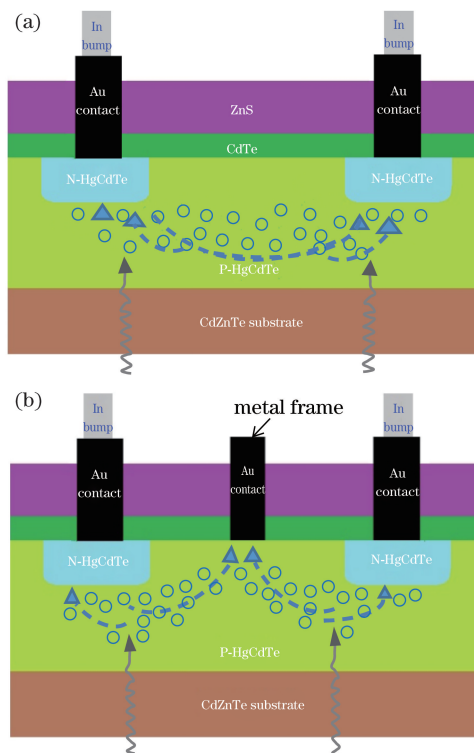 (a)
In
bump
In
bump
Au
contact
Au
contact
ZnS
CdTe
N-HgCdTe
N-HgCdTe
P-HgCdTe
CdZnTe substrate
(b)
metal frame
In
bump
In
bump
Au
contact
Au
contact
Au
contact
N-HgCdTe
N-HgCdTe
P-HgCdTe
CdZnTe substrate